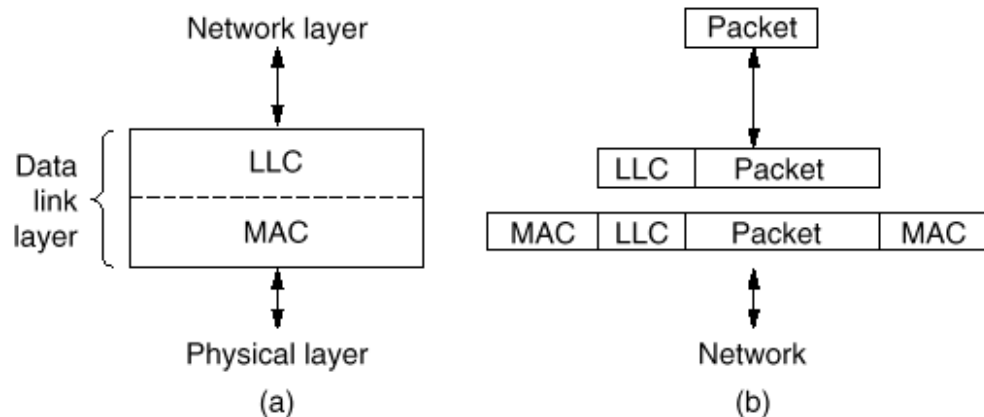 Network layer
Data
link
layer
LLC
MAC
Physical layer
(a)
Packet
LLC Packet
MAC LLC Packet MAC
Network
(b)